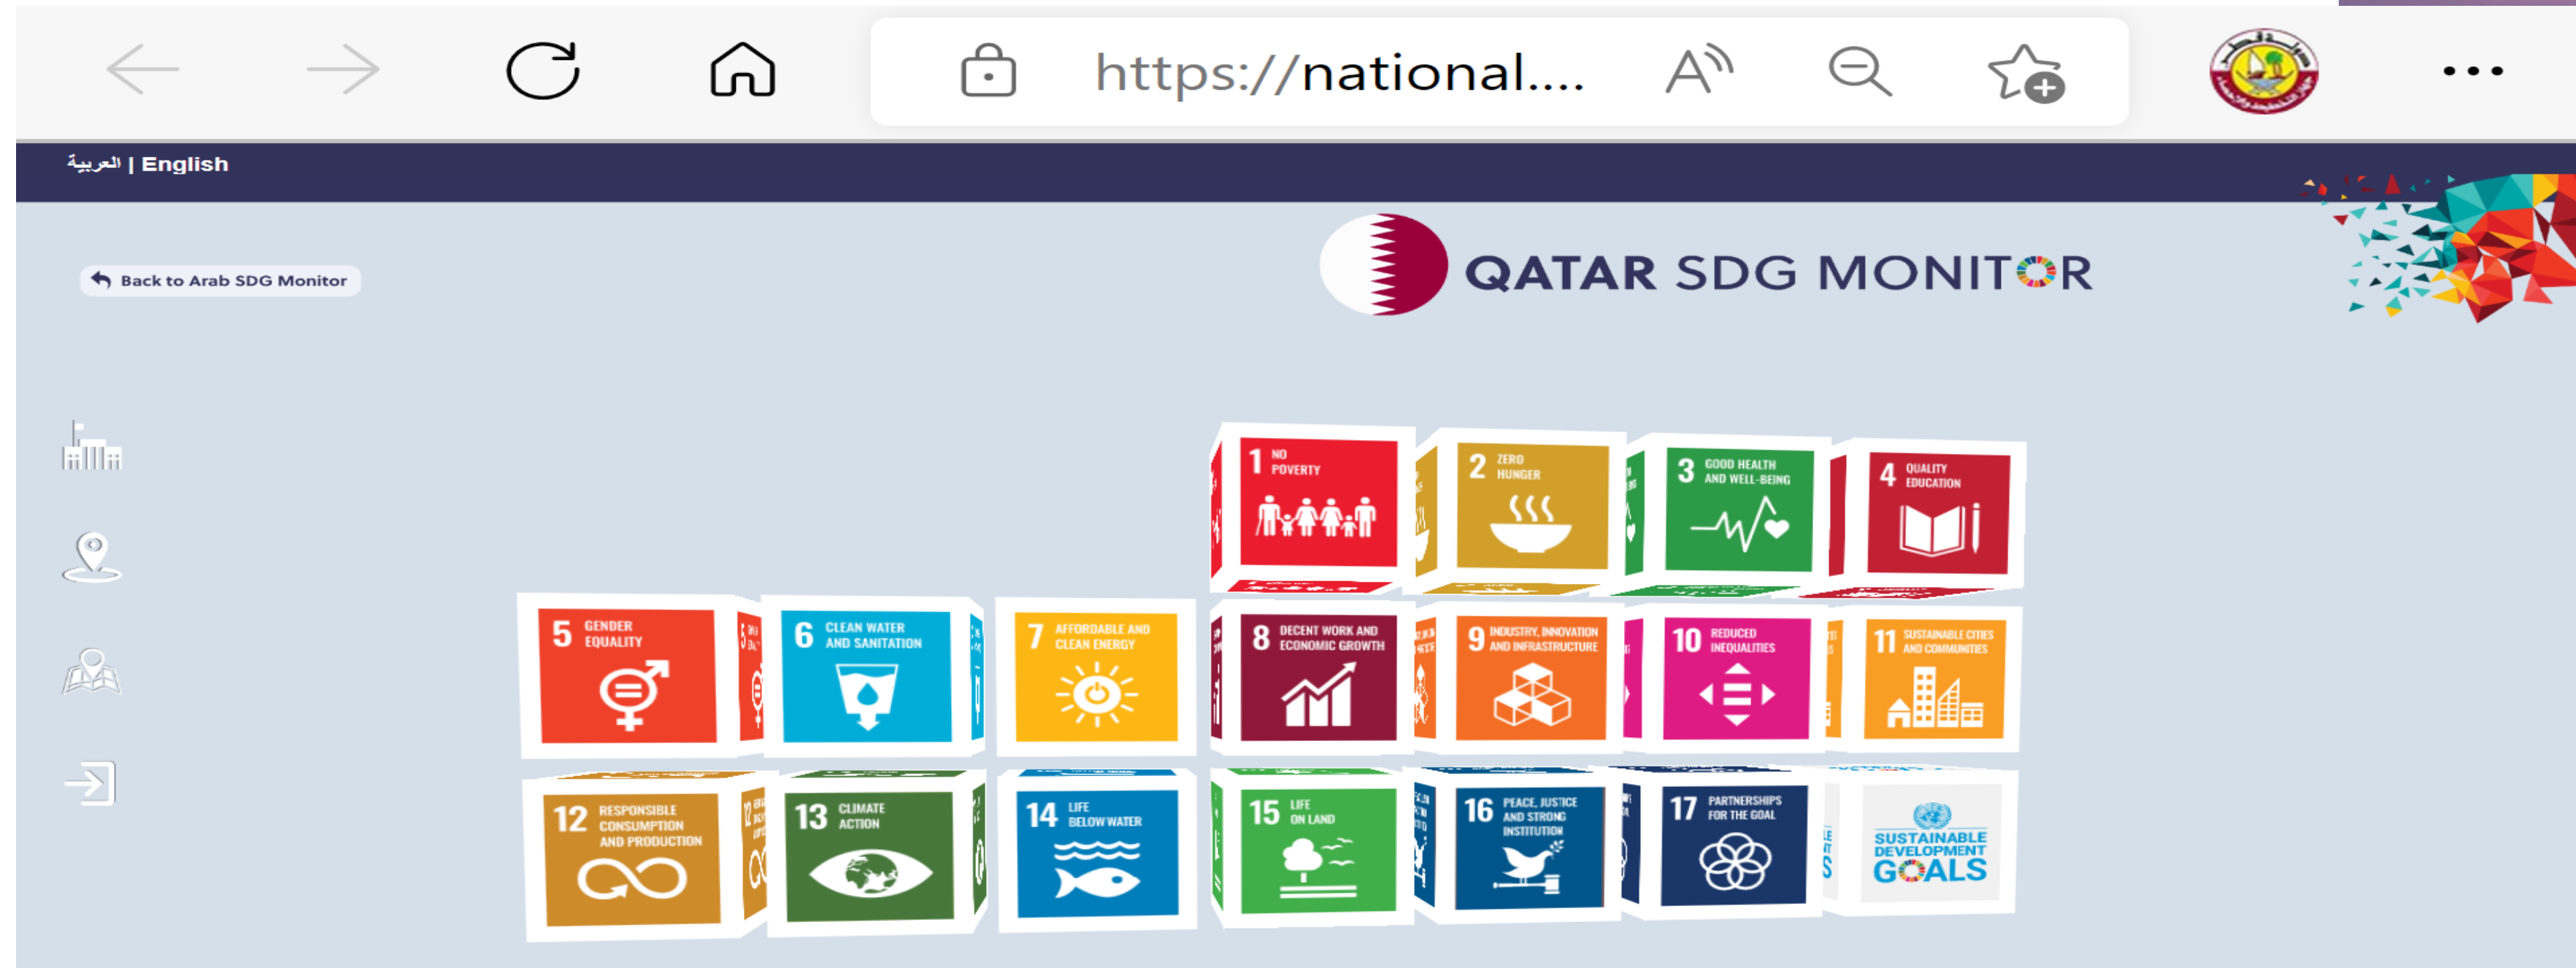 https://national....
العربية | English
Back to Arab SDG Monitor
QATAR SDG MONITOR
1 NO
POVERTY
2 ZERO
HUNGER
3 GOOD HEALTH
AND WELL-BEING
4 QUALITY
EDUCATION
5 GENDER
EQUALITY
6 CLEAN WATER
AND SANITATION
7 AFFORDABLE AND
CLEAN ENERGY
8 DECENT WORK AND
ECONOMIC GROWTH
9 INDUSTRY, INNOVATION
AND INFRASTRUCTURE
10 REDUCED
INEQUALITIES
11 SUSTAINABLE CITIES
AND COMMUNITIES
12 RESPONSIBLE
CONSUMPTION
AND PRODUCTION
13 CLIMATE
ACTION
14 LIFE
BELOW WATER
15 LIFE
ON LAND
16 PEACE, JUSTICE
AND STRONG
INSTITUTION
17 PARTNERSHIPS
FOR THE GOAL
SUSTAINABLE
DEVELOPMENT
GOALS